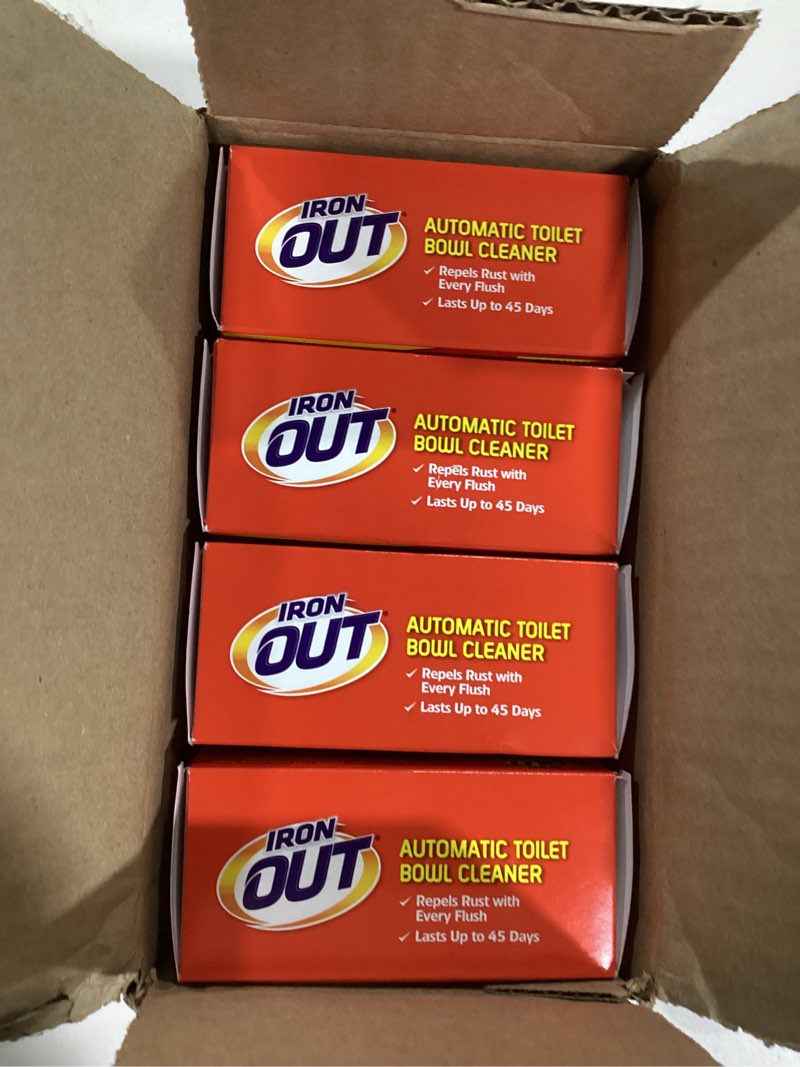 IRON
OUT®
AUTOMATIC TOILET
BOWL CLEANER
✓ Repels Rust with
Every Flush
✓ Lasts Up to 45 Days
IRON
OUT®
AUTOMATIC TOILET
BOWL CLEANER
✓ Repels Rust with
Every Flush
✓ Lasts Up to 45 Days
IRON
OUT®
AUTOMATIC TOILET
BOWL CLEANER
✓ Repels Rust with
Every Flush
✓ Lasts Up to 45 Days
IRON
OUT®
AUTOMATIC TOILET
BOWL CLEANER
✓ Repels Rust with
Every Flush
✓ Lasts Up to 45 Days